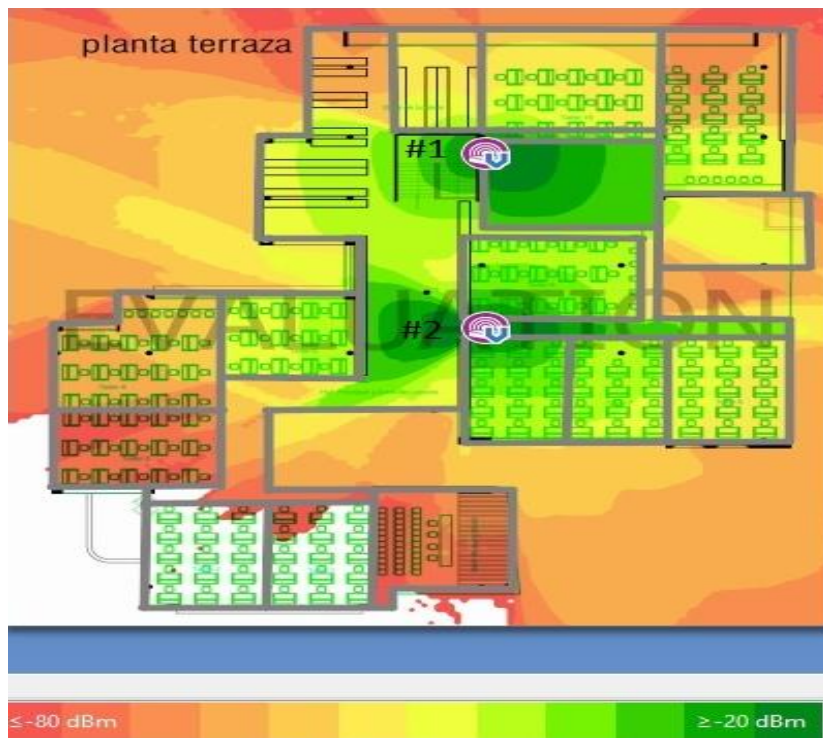 planta terraza
#1
EVALUATION
#2
≤-80 dBm
≥-20 dBm